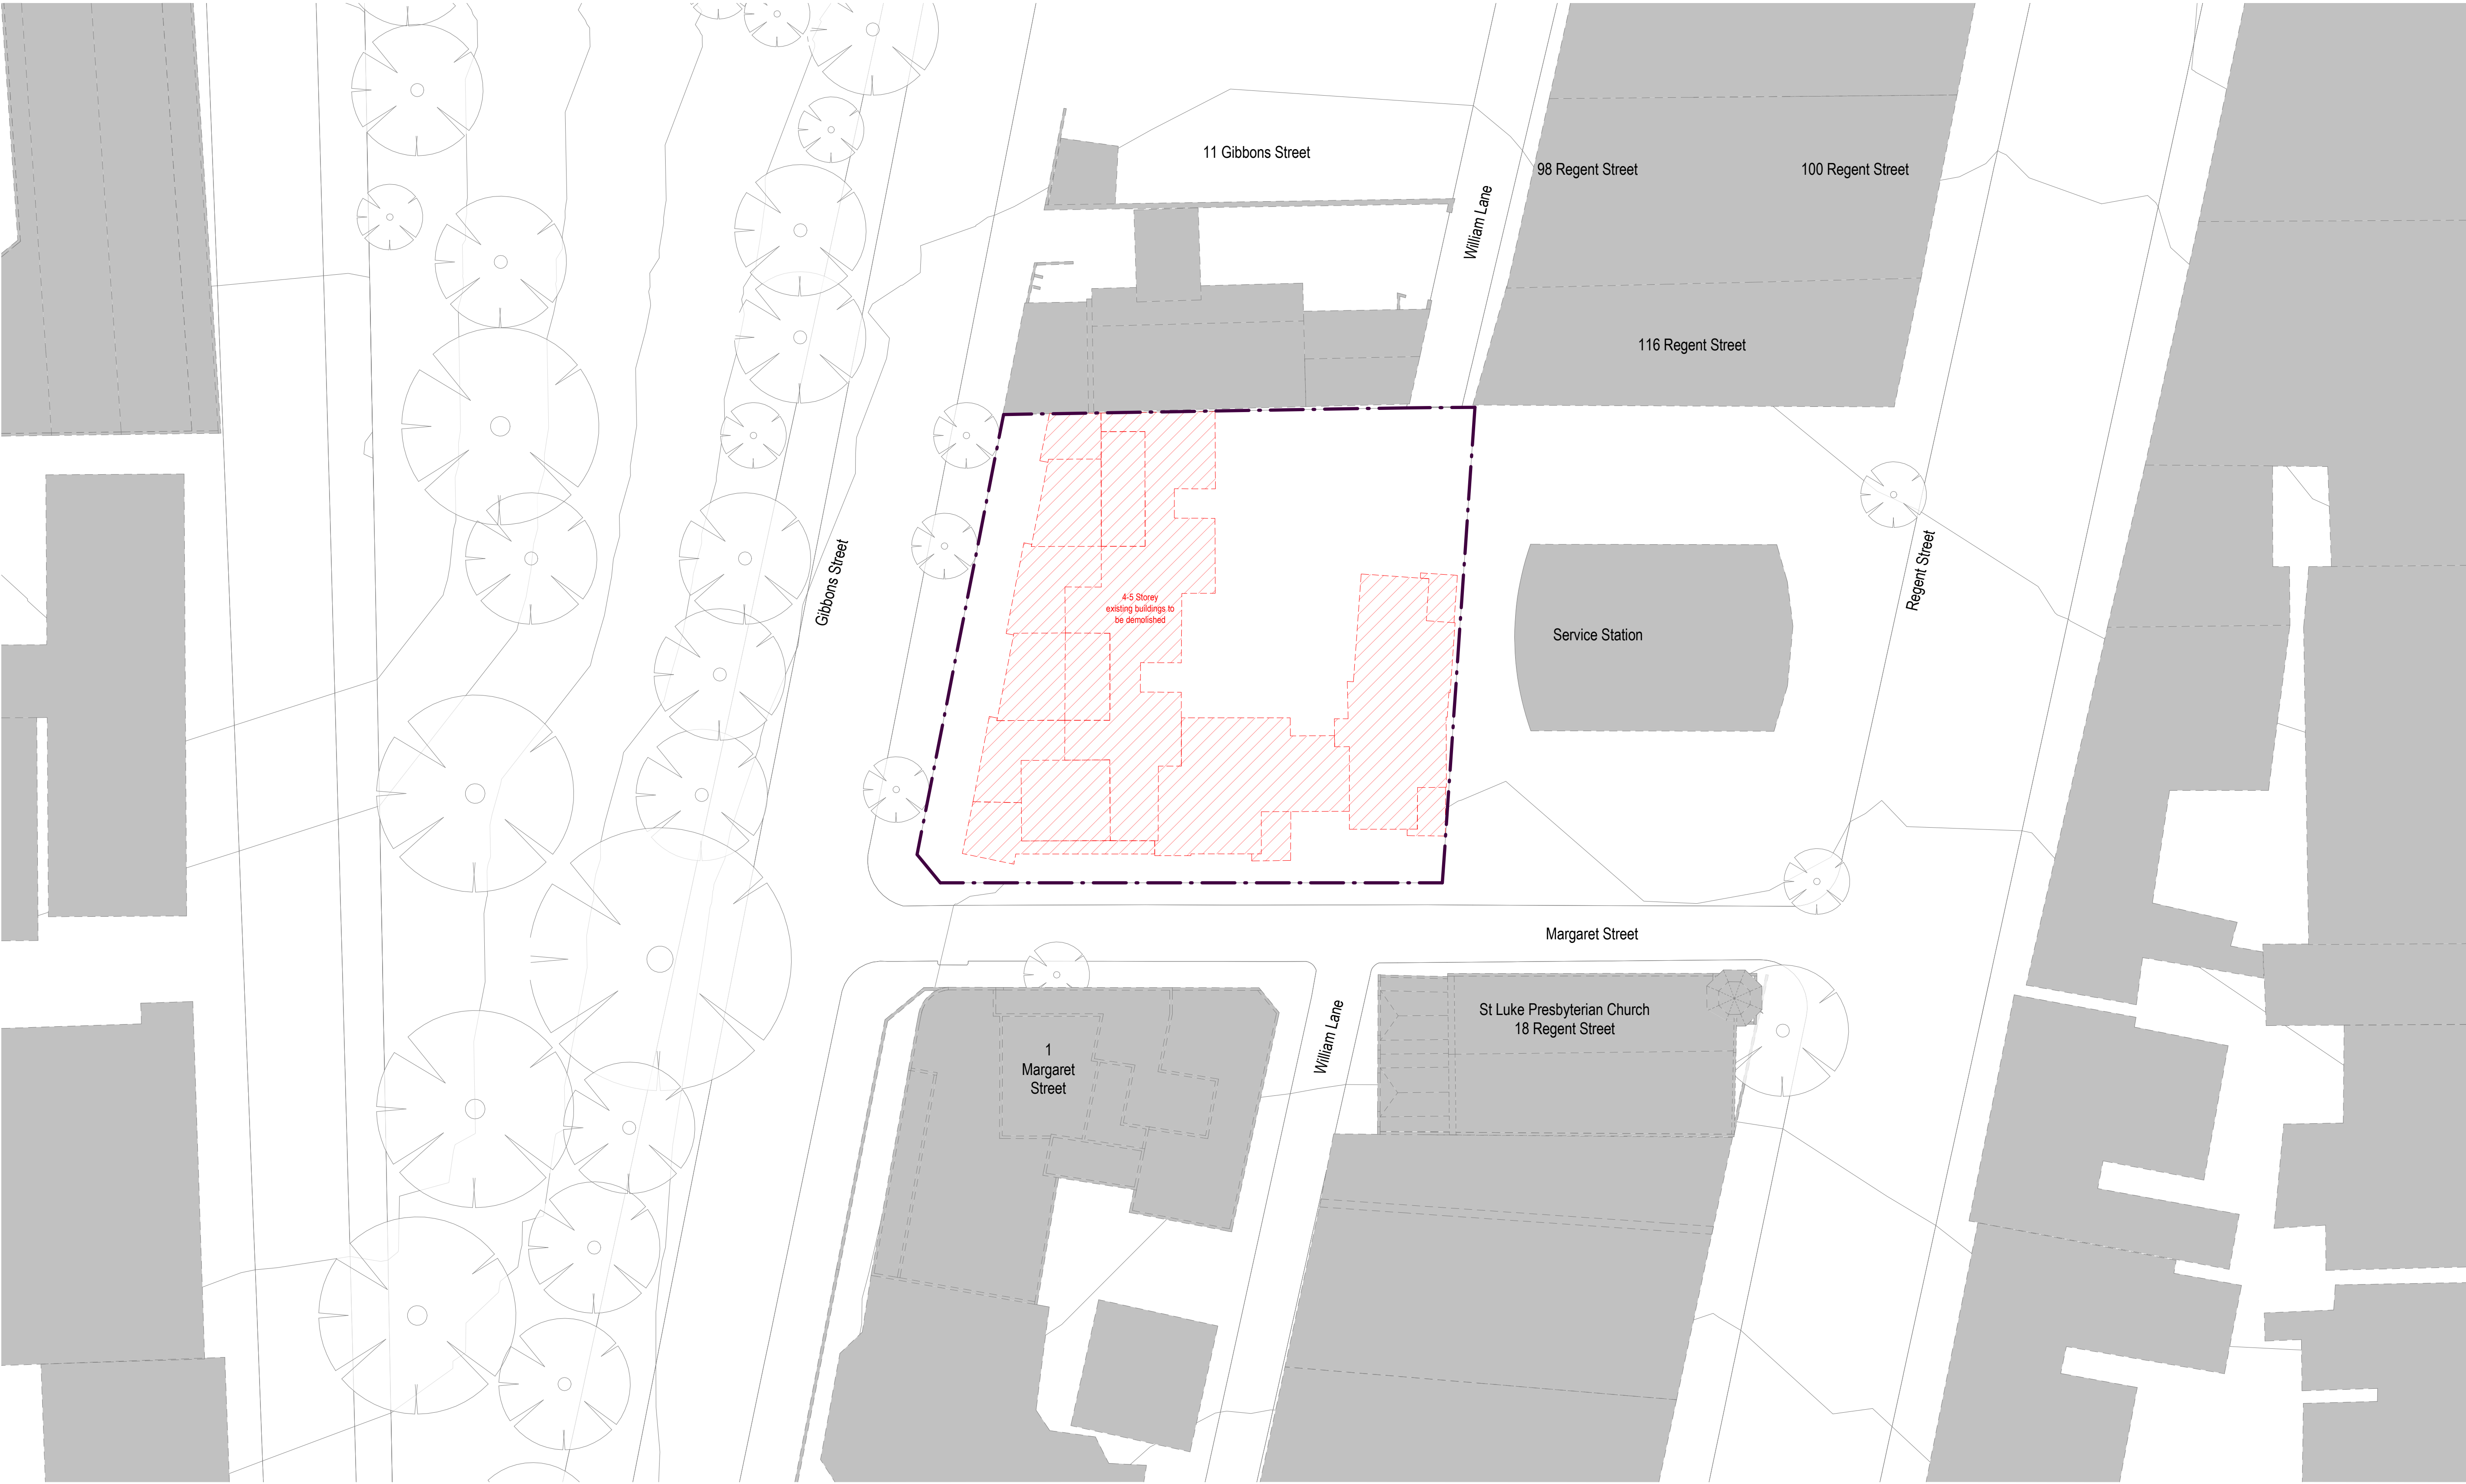 11 Gibbons Street
98 Regent Street
100 Regent Street
William Lane
116 Regent Street
Gibbons Street
4-5 Storey
existing buildings to
be demolished
Service Station
Regent Street
Margaret Street
St Luke Presbyterian Church
18 Regent Street
1
Margaret
Street
William Lane